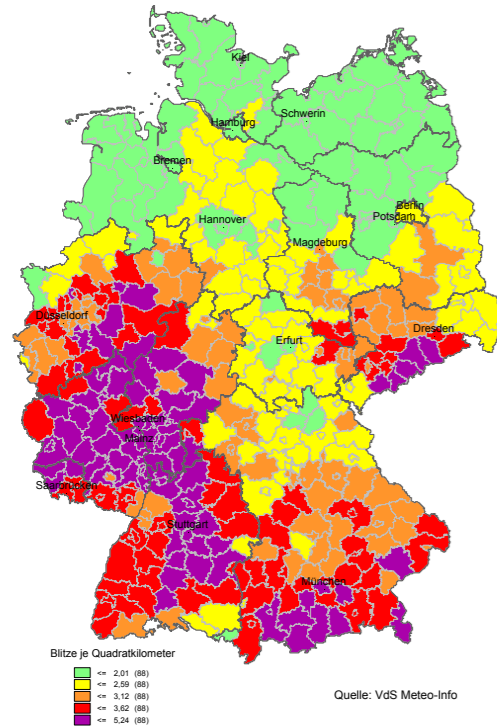 Kiel
Schwerin
Hamburg
Bremen
Berlin
Hannover
Potsdam
Magdeburg
Düsseldorf
Dresden
Erfurt
Wiesbaden
Mainz
Saarbrücken
Stuttgart
München
Blitze je Quadratkilometer
<= 2,01 (88)
<= 2,59 (88)
<= 3,12 (88)
<= 3,62 (88)
<= 5,24 (88)
Quelle: VdS Meteo-Info